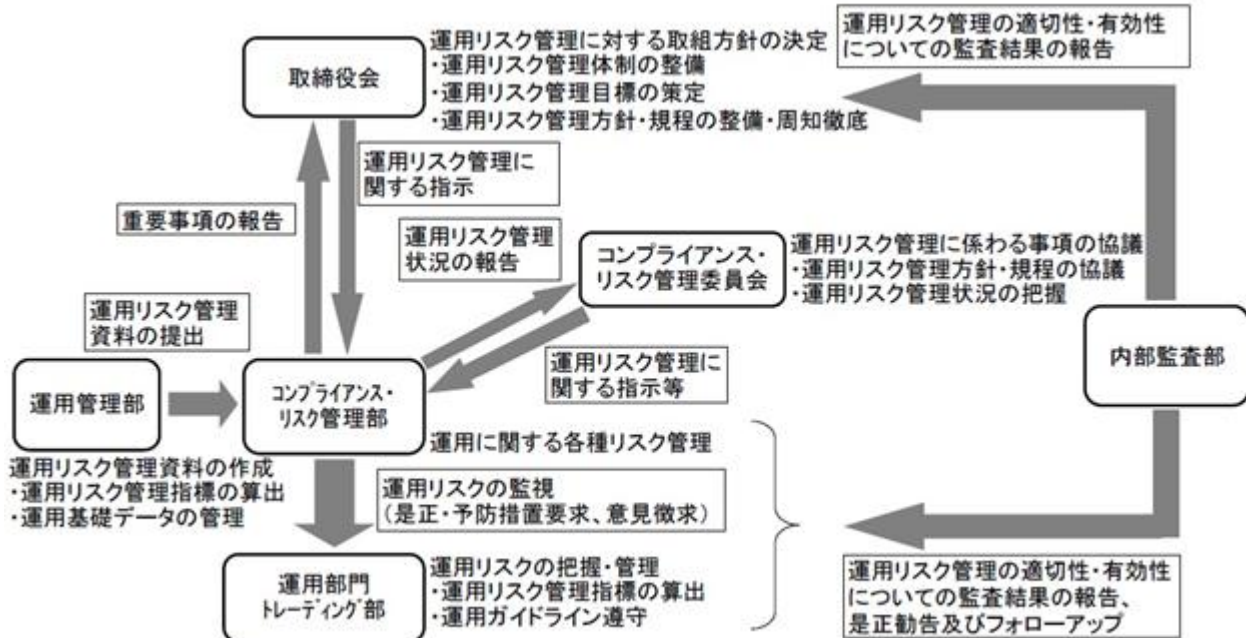 運用リスク管理に対する取組方針の決定
・運用リスク管理体制の整備
・運用リスク管理目標の策定
・運用リスク管理方針・規程の整備・周知徹底
取締役会
運用リスク管理の適切性・有効性
についての監査結果の報告
運用リスク管理に
関する指示
重要事項の報告
運用リスク管理
状況の報告
コンプライアンス・
リスク管理委員会
運用リスク管理に係わる事項の協議
・運用リスク管理方針・規程の協議
・運用リスク管理状況の把握
運用リスク管理
資料の提出
内部監査部
運用管理部
コンプライアンス・
リスク管理部
運用リスク管理に
関する指示等
運用に関する各種リスク管理
運用リスク管理資料の作成
・運用リスク管理指標の算出
・運用基礎データの管理
運用リスクの監視
(是正・予防措置要求、意見徴求)
運用部門
トレーディング部
運用リスクの把握・管理
・運用リスク管理指標の算出
・運用ガイドライン遵守
運用リスク管理の適切性・有効性
についての監査結果の報告、
是正勧告及びフォローアップ